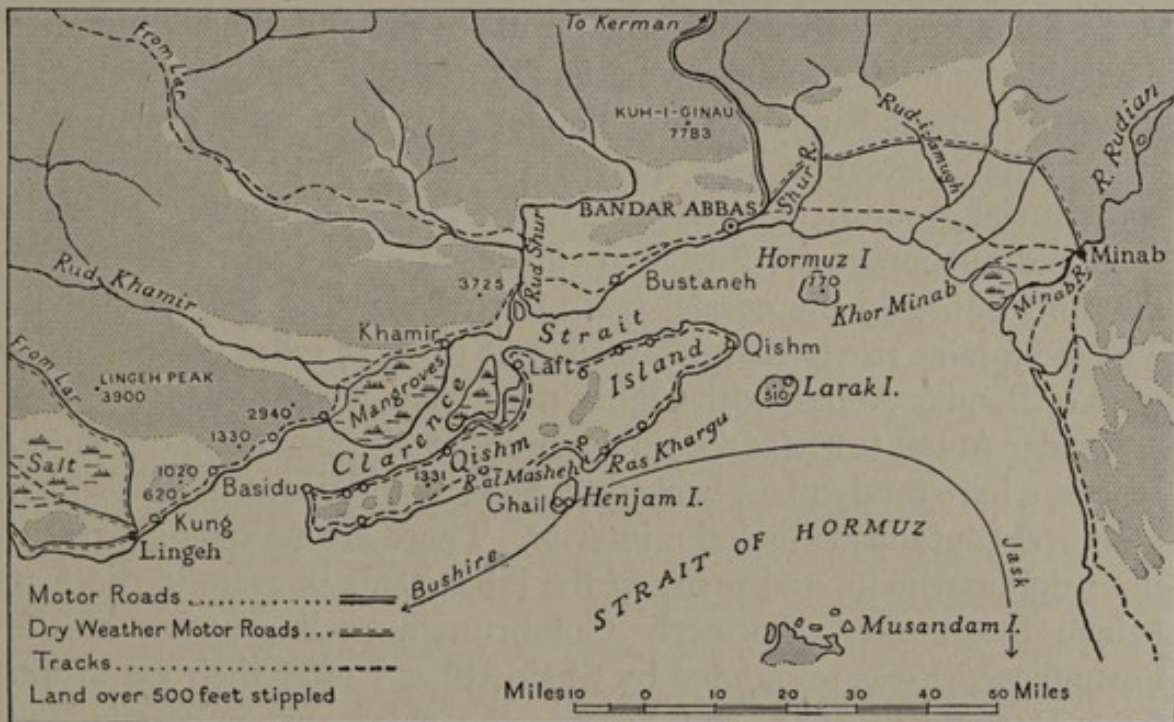 To Kerman
From Lar
KUH-I-GINAU
7783
Rud-i-Jamugh
R. Rudian
Shur R.
BANDAR ABBAS
Rud Shur
Hormuz I
770
Minab
Bustaneh
Khor Minab
Minab R.
Rud Khamir
3725
Khamir
Strait
Qishm
Laft
Island
From Lar
LINGEH PEAK
3900
Mangroves
Larak I.
510
2940
1330
Clarence
Qishm
Salt
1020
620
Basidu
1331
R. al Masheh
Ras Khargu
Ghail
Henjam I.
Kung
Lingeh
STRAIT OF HORMUZ
Jask
Bushire
Motor Roads
Dry Weather Motor Roads
Musandam I.
Tracks
Land over 500 feet stippled
Miles 10 0 10 20 30 40 50 Miles